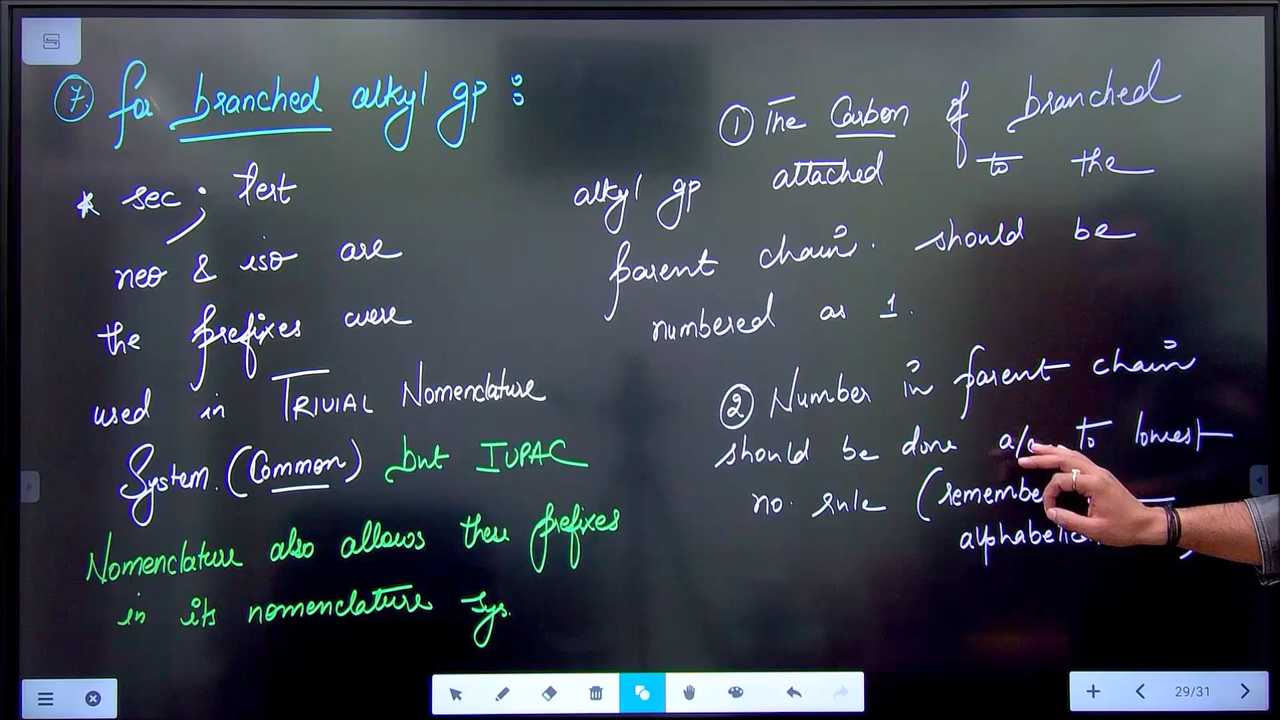 7. for branched alkyl gp :
* sec ; tert
neo & iso are
the prefixes were
used in TRIVIAL Nomenclature
System. (Common) but IUPAC
Nomenclature also allows these prefixes
in its nomenclature sys.
① The Carbon of branched
alkyl gp attached to the
parent chain. should be
numbered as 1.
② Number in parent chain
should be done a/c to lowest
no. rule (remember
29/31